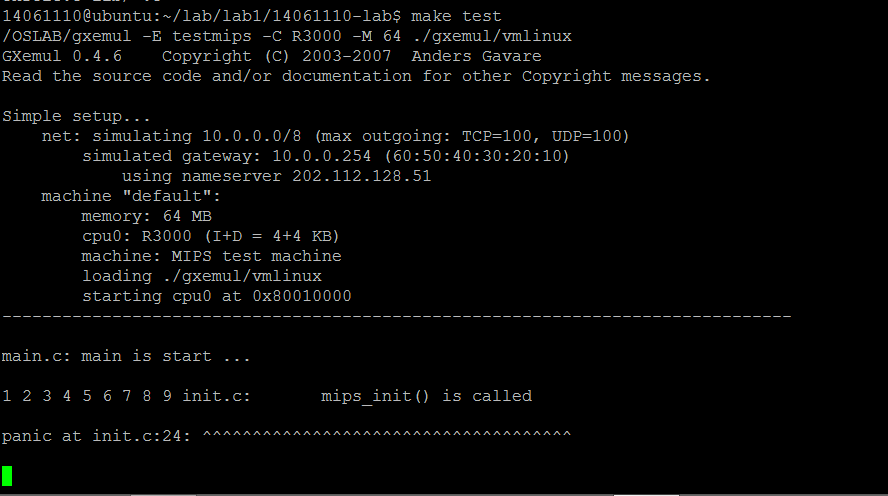 14061110@ubuntu:~/lab/lab1/14061110-lab$ make test
/OSLAB/gxemul -E testmips -C R3000 -M 64 ./gxemul/vmlinux
GXemul 0.4.6    Copyright (C) 2003-2007  Anders Gavare
Read the source code and/or documentation for other Copyright messages.
Simple setup...
    net: simulating 10.0.0.0/8 (max outgoing: TCP=100, UDP=100)
        simulated gateway: 10.0.0.254 (60:50:40:30:20:10)
            using nameserver 202.112.128.51
    machine "default":
        memory: 64 MB
        cpu0: R3000 (I+D = 4+4 KB)
        machine: MIPS test machine
        loading ./gxemul/vmlinux
        starting cpu0 at 0x80010000
-------------------------------------------------------------------------------
main.c: main is start ...
1 2 3 4 5 6 7 8 9 init.c:       mips_init() is called
panic at init.c:24: ^^^^^^^^^^^^^^^^^^^^^^^^^^^^^^^^^^^^^